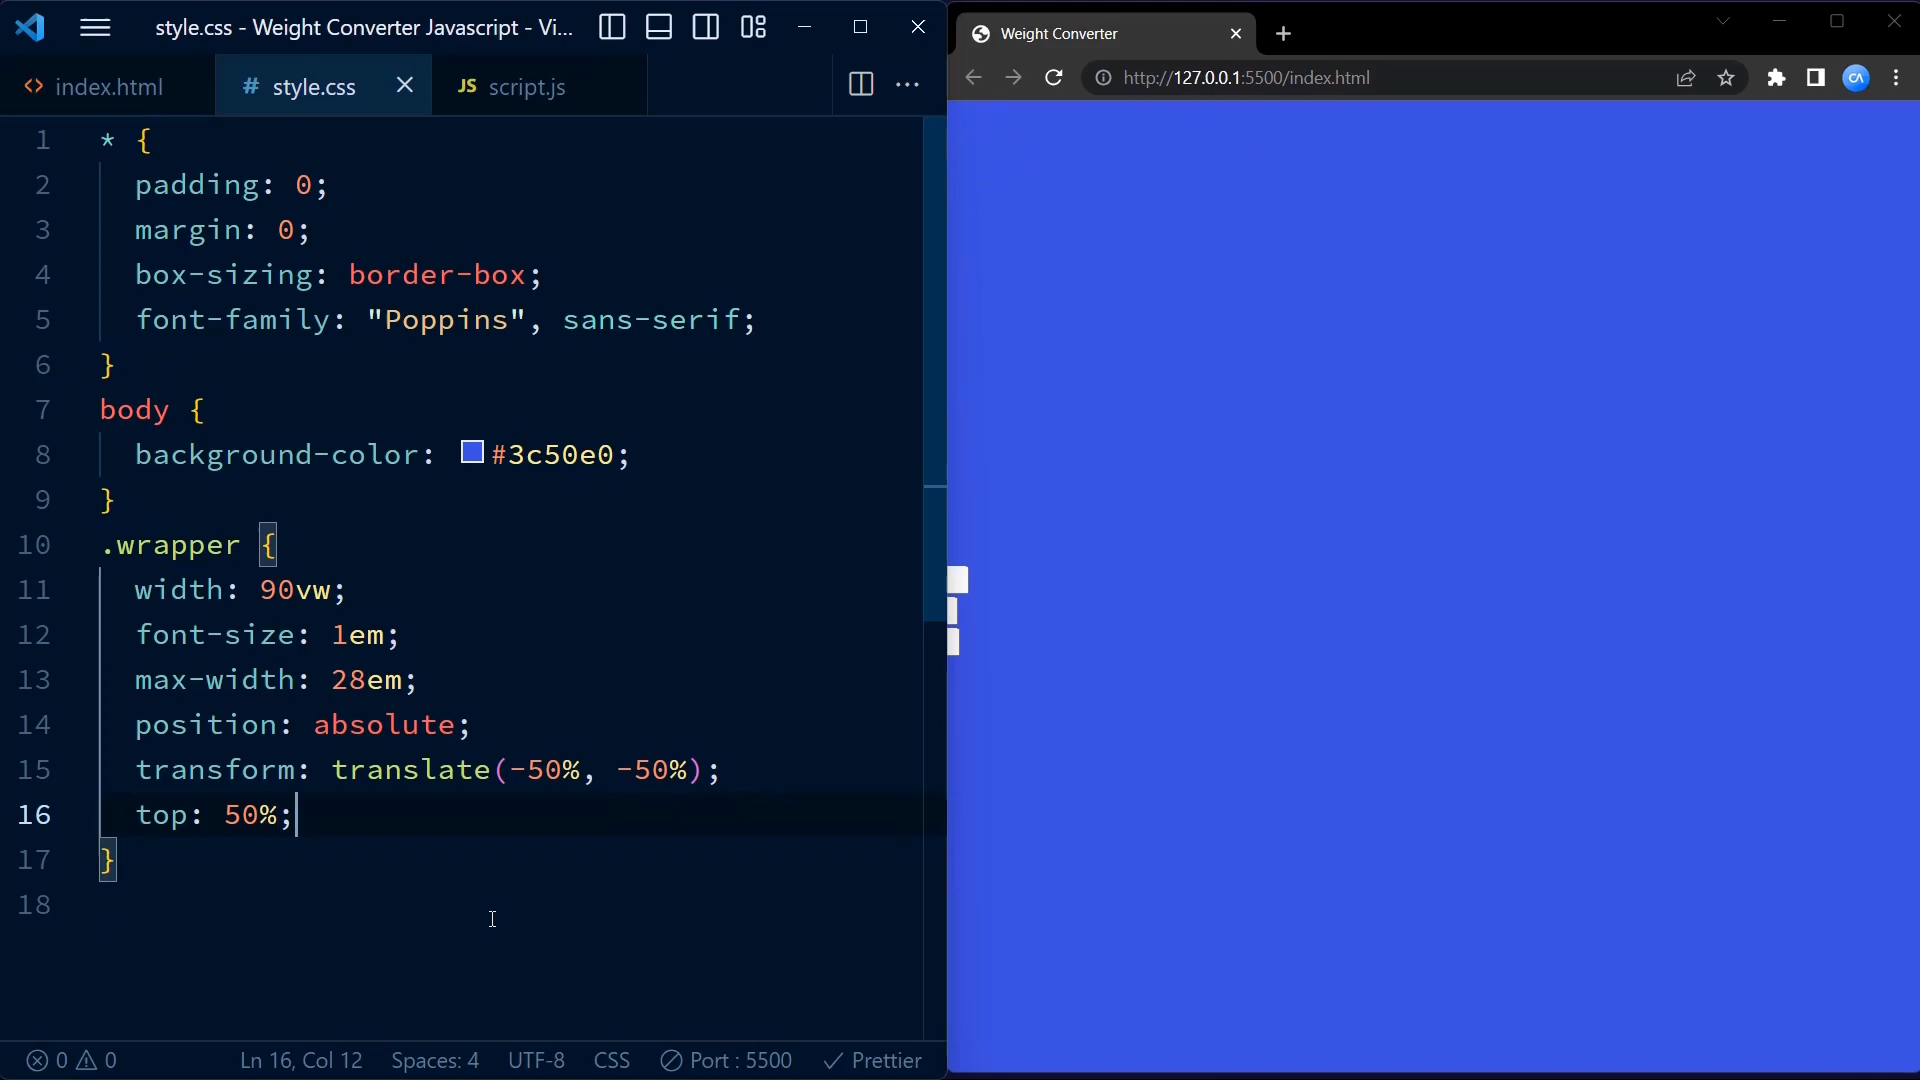 style.css - Weight Converter Javascript - Vi...
index.html
# style.css
JS script.js
1 * {
2 padding: 0;
3 margin: 0;
4 box-sizing: border-box;
5 font-family: "Poppins", sans-serif;
6 }
7 body {
8 background-color: #3c50e0;
9 }
10 .wrapper {
11 width: 90vw;
12 font-size: 1em;
13 max-width: 28em;
14 position: absolute;
15 transform: translate(-50%, -50%);
16 top: 50%;
17 }
18
0 0 Ln 16, Col 12 Spaces: 4 UTF-8 CSS Port : 5500 Prettier
Weight Converter
http://127.0.0.1:5500/index.html
CA